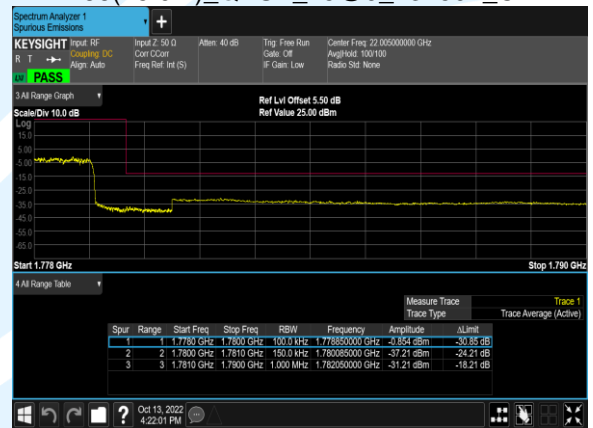 Spectrum Analyzer 1
Spurious Emissions
KEYSIGHT
R T
LV PASS
Input: RF
Coupling: DC
Align: Auto
Input Z: 50 Ω
Corr CCorr
Freq Ref: Int (S)
Atten: 40 dB
Trig: Free Run
Gate: Off
IF Gain: Low
Center Freq: 22.005000000 GHz
Avg|Hold: 100/100
Radio Std: None
3 All Range Graph
Scale/Div 10.0 dB
Ref Lvl Offset 5.50 dB
Ref Value 25.00 dBm
Log
15.0
5.00
-5.00
-15.0
-25.0
-35.0
-45.0
-55.0
-65.0
Start 1.778 GHz
Stop 1.790 GHz
4 All Range Table
Measure Trace Trace 1
Trace Type Trace Average (Active)
Spur Range Start Freq Stop Freq RBW Frequency Amplitude ΔLimit
1 1 1.7780 GHz 1.7800 GHz 100.0 kHz 1.778850000 GHz -0.854 dBm -30.85 dB
2 2 1.7800 GHz 1.7810 GHz 150.0 kHz 1.780085000 GHz -37.21 dBm -24.21 dB
3 3 1.7810 GHz 1.7900 GHz 1.000 MHz 1.782050000 GHz -31.21 dBm -18.21 dB
?
Oct 13, 2022
4:22:01 PM